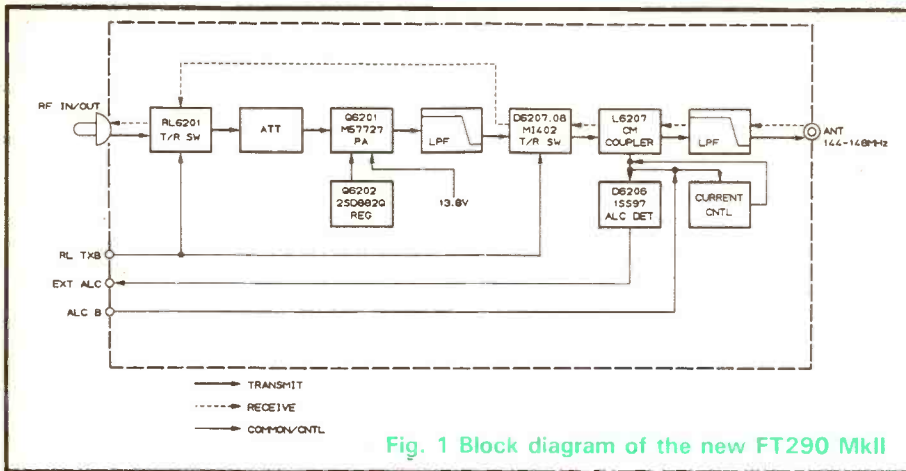 RF IN/OUT
RL6201
T/R SW
ATT
Q6201
M57727
PA
LPF
D6207.08
MI402
T/R SW
L6207
CM
COUPLER
LPF
ANT
144-148MHz
Q6202
2SD882Q
REG
13.8V
D6206
1SS97
ALC DET
CURRENT
CNTL
RL TXB
EXT ALC
ALC B
TRANSMIT
RECEIVE
COMMON/CNTL
Fig. 1 Block diagram of the new FT290 MkII